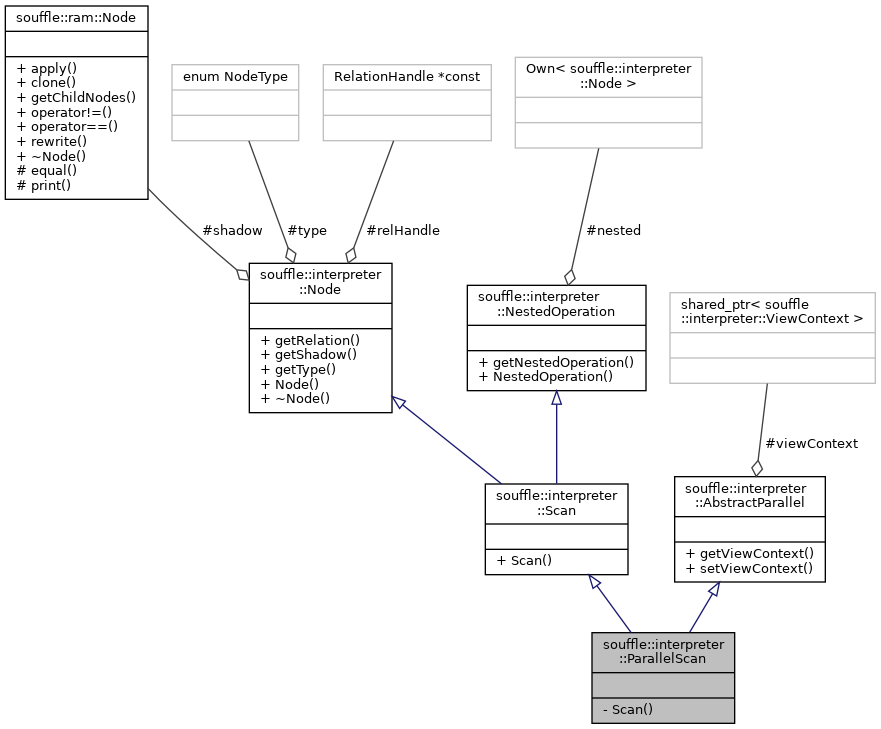 souffle::ram::Node
+ apply()
+ clone()
+ getChildNodes()
+ operator!=()
+ operator==()
+ rewrite()
+ ~Node()
# equal()
# print()
enum NodeType
RelationHandle *const
Own< souffle::interpreter
::Node >
#shadow
#type
#relHandle
#nested
souffle::interpreter
::Node
+ getRelation()
+ getShadow()
+ getType()
+ Node()
+ ~Node()
souffle::interpreter
::NestedOperation
+ getNestedOperation()
+ NestedOperation()
shared_ptr< souffle
::interpreter::ViewContext >
#viewContext
souffle::interpreter
::Scan
+ Scan()
souffle::interpreter
::AbstractParallel
+ getViewContext()
+ setViewContext()
souffle::interpreter
::ParallelScan
- Scan()